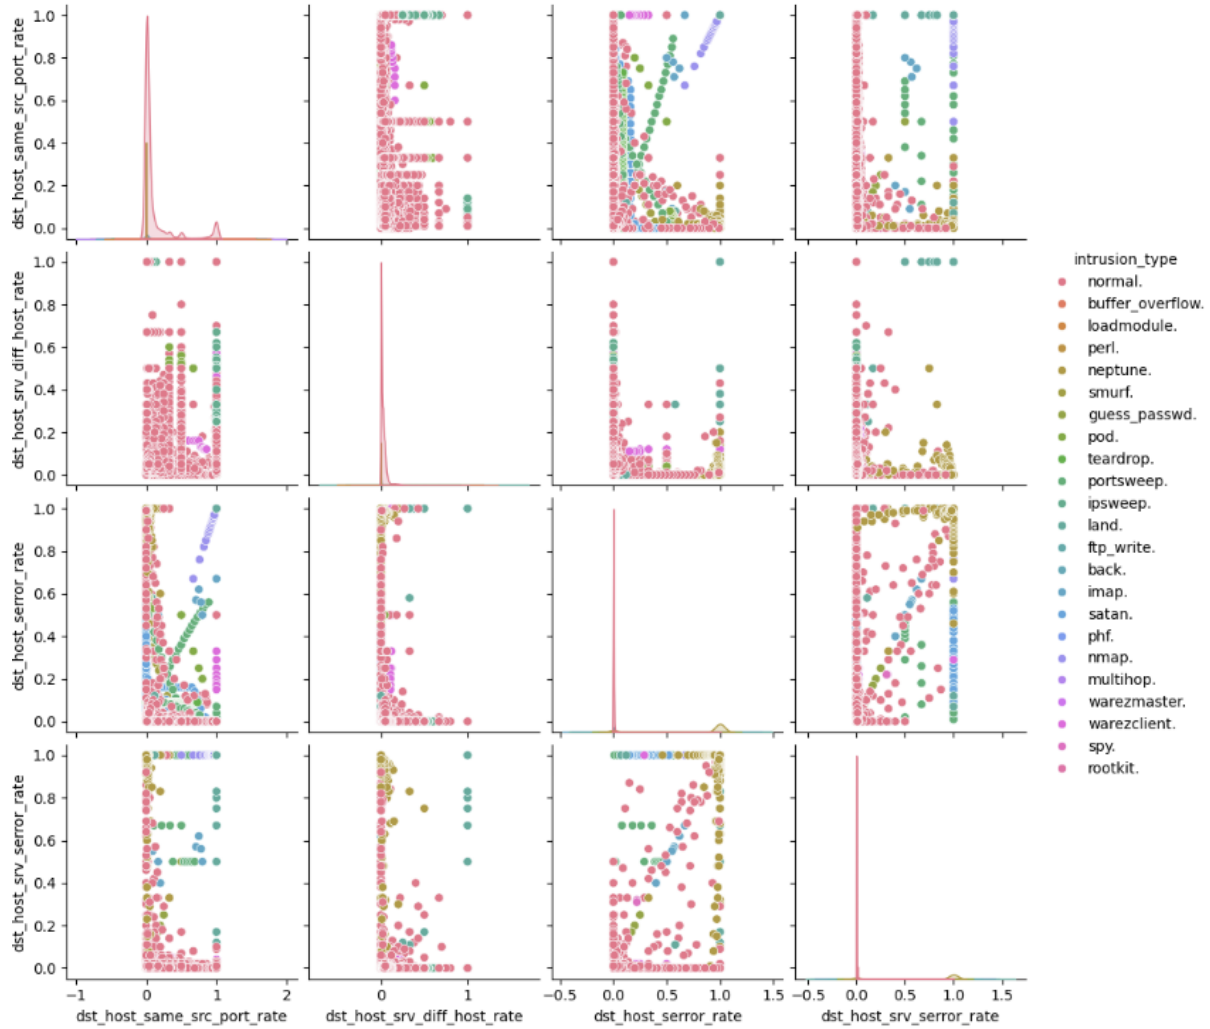 dst_host_same_src_port_rate
1.0
0.8
0.6
0.4
0.2
0.0
dst_host_srv_diff_host_rate
1.0
0.8
0.6
0.4
0.2
0.0
dst_host_serror_rate
1.0
0.8
0.6
0.4
0.2
0.0
dst_host_srv_serror_rate
1.0
0.8
0.6
0.4
0.2
0.0
−1 0 1 2
dst_host_same_src_port_rate
0 1
dst_host_srv_diff_host_rate
−0.5 0.0 0.5 1.0 1.5
dst_host_serror_rate
0.0 0.5 1.0 1.5
dst_host_srv_serror_rate
intrusion_type
normal.
buffer_overflow.
loadmodule.
perl.
neptune.
smurf.
guess_passwd.
pod.
teardrop.
portsweep.
ipsweep.
land.
ftp_write.
back.
imap.
satan.
phf.
nmap.
multihop.
warezmaster.
warezclient.
spy.
rootkit.